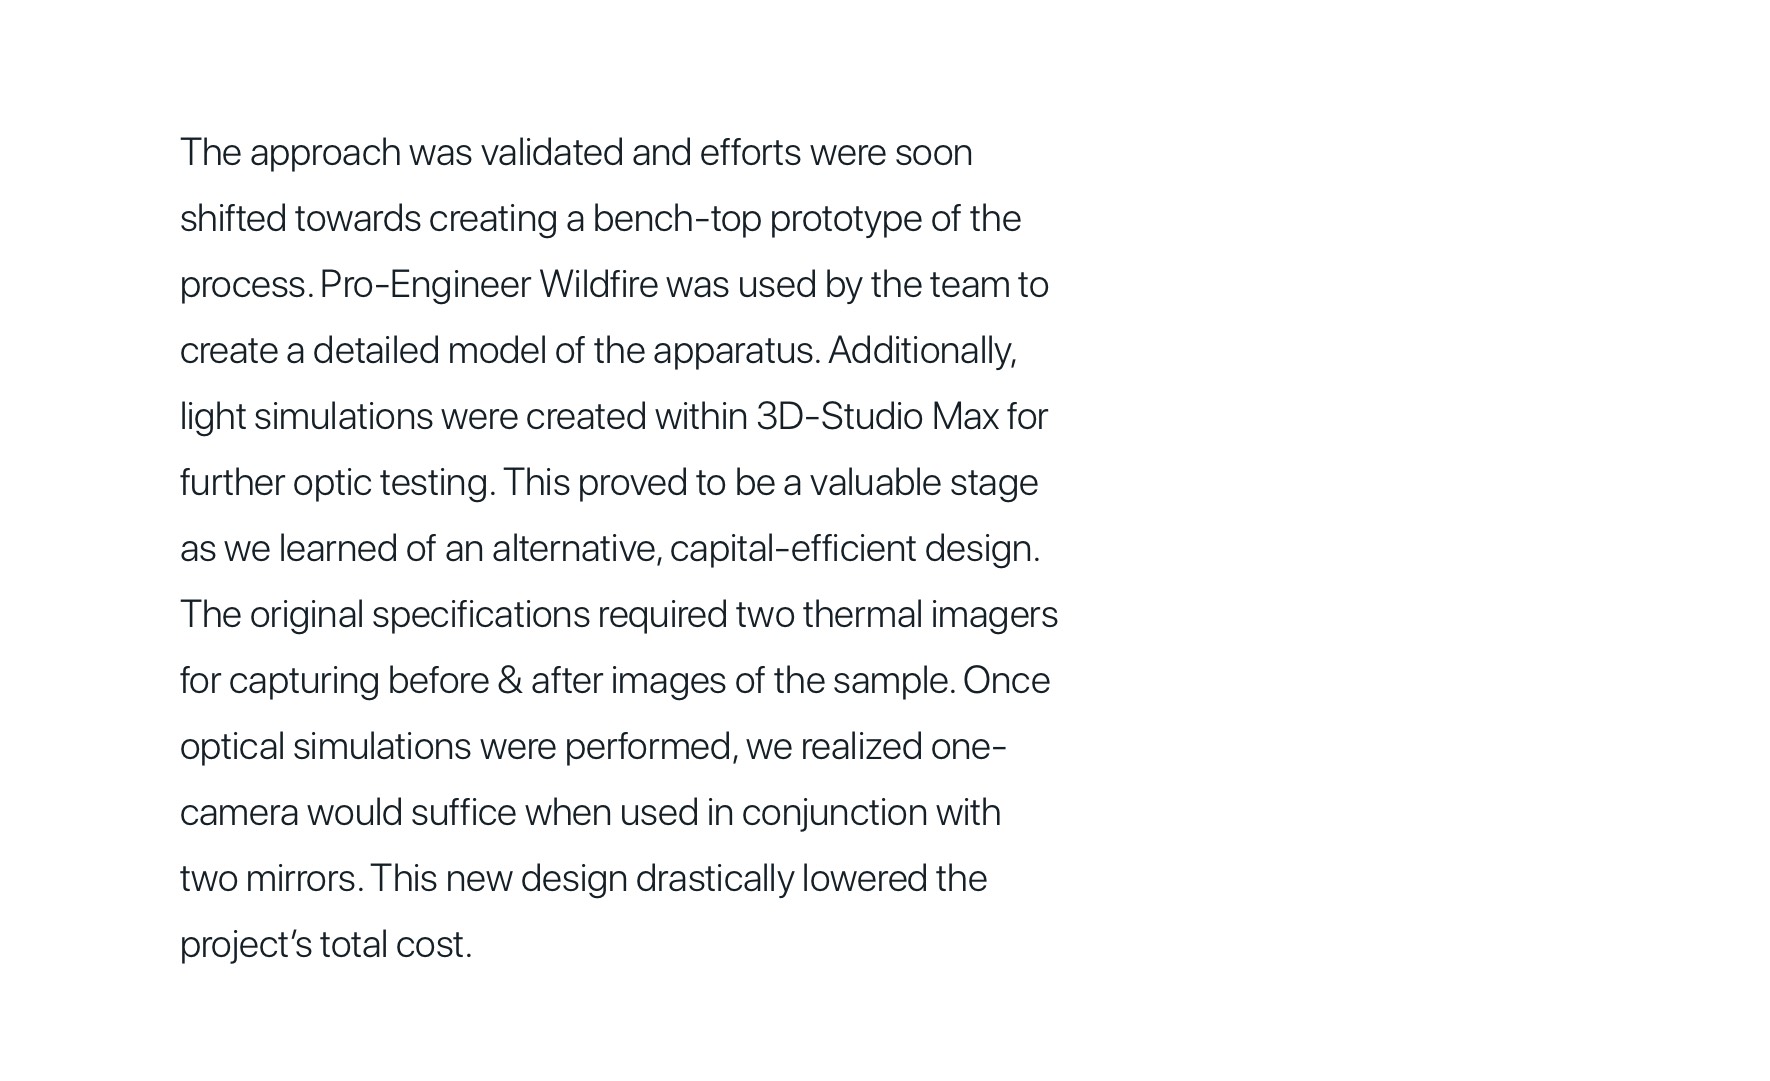 The approach was validated and efforts were soon
shifted towards creating a bench-top prototype of the
process. Pro-Engineer Wildfire was used by the team to
create a detailed model of the apparatus. Additionally,
light simulations were created within 3D-Studio Max for
further optic testing. This proved to be a valuable stage
as we learned of an alternative, capital-efficient design.
The original specifications required two thermal imagers
for capturing before & after images of the sample. Once
optical simulations were performed, we realized one-
camera would suffice when used in conjunction with
two mirrors. This new design drastically lowered the
project’s total cost.